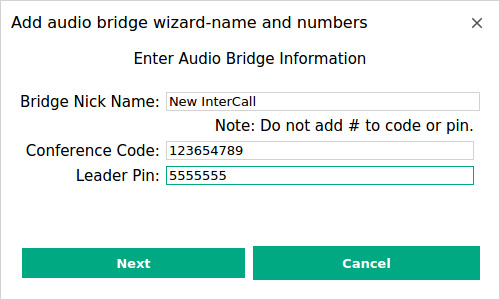 Add audio bridge wizard-name and numbers
Enter Audio Bridge Information
Bridge Nick Name: New InterCall
Note: Do not add # to code or pin.
Conference Code: 123654789
Leader Pin: 5555555
Next Cancel